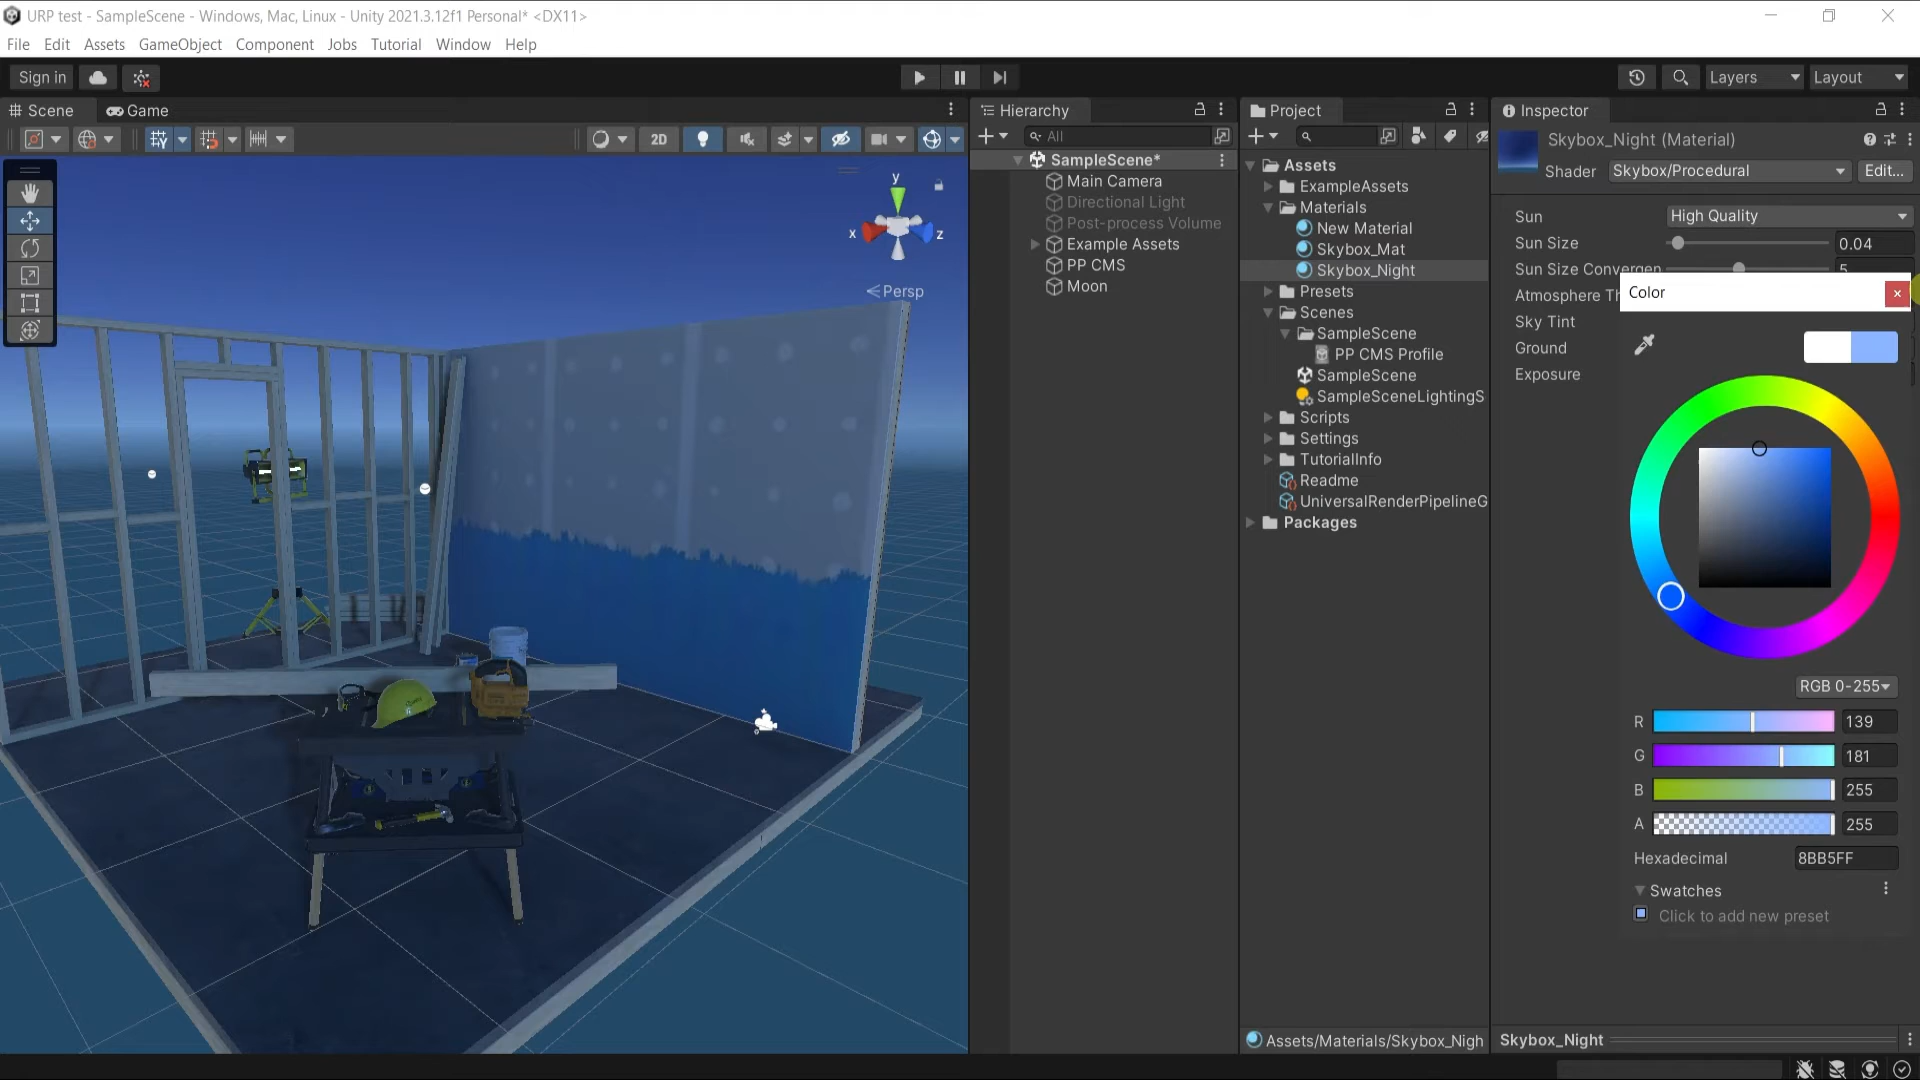 URP test - SampleScene - Windows, Mac, Linux - Unity 2021.3.12f1 Personal* <DX11>
File Edit Assets GameObject Component Jobs Tutorial Window Help
Sign in Layers Layout
Scene Game
2D
y
x
z
Persp
Hierarchy
All
SampleScene*
Main Camera
Directional Light
Post-process Volume
Example Assets
PP CMS
Moon
Project
Assets
ExampleAssets
Materials
New Material
Skybox_Mat
Skybox_Night
Presets
Scenes
SampleScene
PP CMS Profile
SampleScene
SampleSceneLightingS
Scripts
Settings
TutorialInfo
Readme
UniversalRenderPipelineG
Packages
Assets/Materials/Skybox_Nigh
Inspector
Skybox_Night (Material)
Shader Skybox/Procedural Edit...
Sun High Quality
Sun Size 0.04
Sun Size Convergen 5
Atmosphere Th
Sky Tint
Ground
Exposure
Color
RGB 0-255
R 139
G 181
B 255
A 255
Hexadecimal 8BB5FF
Swatches
Click to add new preset
Skybox_Night